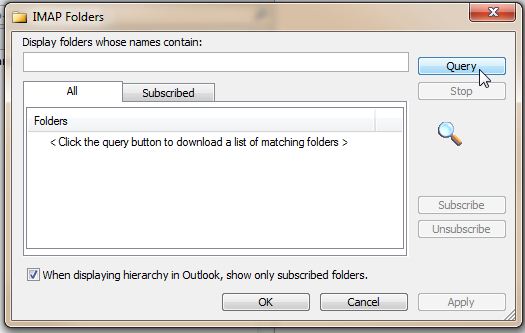 IMAP Folders
Display folders whose names contain:
Query
Stop
All
Subscribed
Folders
< Click the query button to download a list of matching folders >
Subscribe
Unsubscribe
When displaying hierarchy in Outlook, show only subscribed folders.
OK
Cancel
Apply